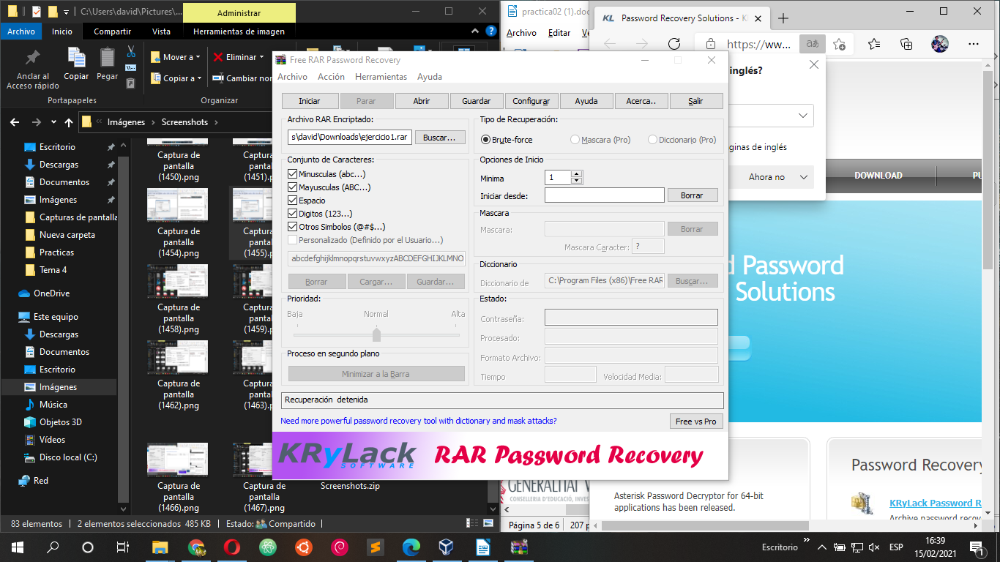 C:\Users\david\Pictures\...
Administrar
Archivo
Inicio
Compartir
Vista
Herramientas de imagen
Anclar al
Acceso rápido
Copiar
Pegar
Mover a
Copiar a
Eliminar
Cambiar nom
Portapapeles
Organizar
Imágenes
Screenshots
Escritorio
Descargas
Documentos
Imágenes
Capturas de pantalla
Nueva carpeta
Practicas
Tema 4
OneDrive
Este equipo
Descargas
Documentos
Escritorio
Imágenes
Música
Objetos 3D
Vídeos
Disco local (C:)
Red
Captura de
pantalla
(1450).png
Captura
pantal
(1451).p
Captura de
pantalla
(1454).png
Captura
pantal
(1455).p
Captura de
pantalla
(1458).png
Captura
pantal
(1459).p
Captura de
pantalla
(1462).png
Captura
pantal
(1463).p
Captura de
pantalla
(1466).png
Captura de
pantalla
(1467).png
Screenshots.zip
83 elementos
2 elementos seleccionados
485 KB
Estado:
Compartido
Free RAR Password Recovery
Archivo
Acción
Herramientas
Ayuda
Iniciar
Parar
Abrir
Guardar
Configurar
Ayuda
Acerca..
Salir
Archivo RAR Encriptado:
s\david\Downloads\ejercicio1.rar
Buscar...
Tipo de Recuperación:
Brute-force
Mascara (Pro)
Diccionario (Pro)
Conjunto de Caracteres:
Minusculas (abc...)
Mayusculas (ABC...)
Espacio
Digitos (123...)
Otros Simbolos (@#$...)
Personalizado (Definido por el Usuario...)
abcdefghijklmnopqrstuvwxyzABCDEFGHIJKLMNO
Borrar
Cargar...
Guardar...
Opciones de Inicio
Minima
1
Iniciar desde:
Borrar
Mascara
Mascara:
Borrar
Mascara Caracter:
?
Diccionario
Diccionario de
C:\Program Files (x86)\Free RAR
Buscar...
Prioridad:
Baja
Normal
Alta
Proceso en segundo plano
Minimizar a la Barra
Estado:
Contraseña:
Procesado:
Formato Archivo:
Tiempo
Velocidad Media:
Recuperación detenida
Need more powerful password recovery tool with dictionary and mask attacks?
Free vs Pro
KRyLack
SOFTWARE
RAR Password Recovery
practica02 (1).doc
Archivo
Editar
Ve
GENERALITAT V
CONSELLERIA D'EDUCACIÓ, INVES
Página 5 de 6
207 p
KL
Password Recovery Solutions - K
https://ww...
inglés?
ginas de inglés
Ahora no
DOWNLOAD
PU
d Password
Solutions
Asterisk Password Decryptor for 64-bit
applications has been released.
Password Recovery
KRyLack Password R
Archive password recov
Escritorio
ESP
16:39
15/02/2021
1